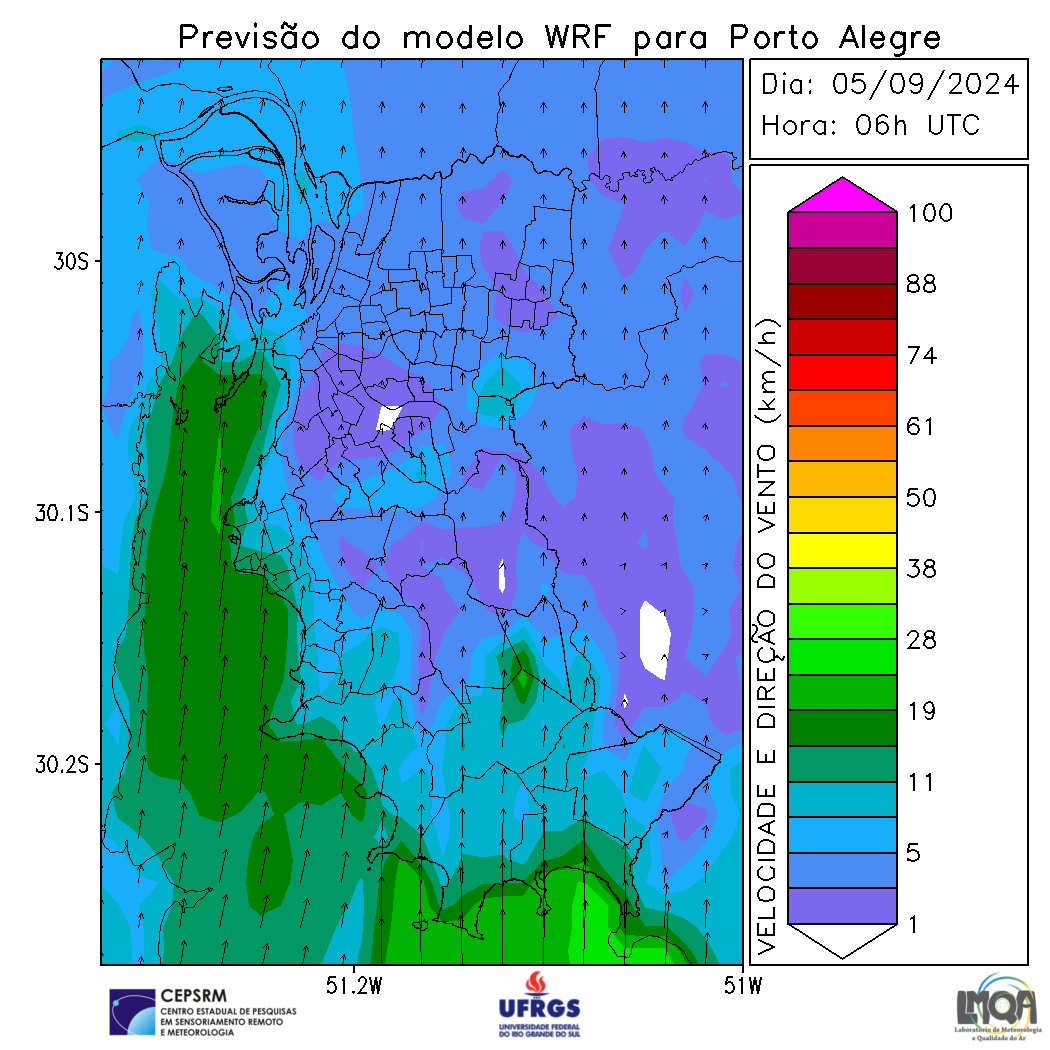 Previsão do modelo WRF para Porto Alegre
Dia: 05/09/2024
Hora: 06h UTC
30S
30.1S
30.2S
51.2W
51W
VELOCIDADE E DIREÇÃO DO VENTO (km/h)
100
88
74
61
50
38
28
19
11
5
1
CEPSRM
CENTRO ESTADUAL DE PESQUISAS
EM SENSORIAMENTO REMOTO
E METEOROLOGIA
UFRGS
UNIVERSIDADE FEDERAL
DO RIO GRANDE DO SUL
LMQA
Laboratório de Meteorologia
e Qualidade do Ar